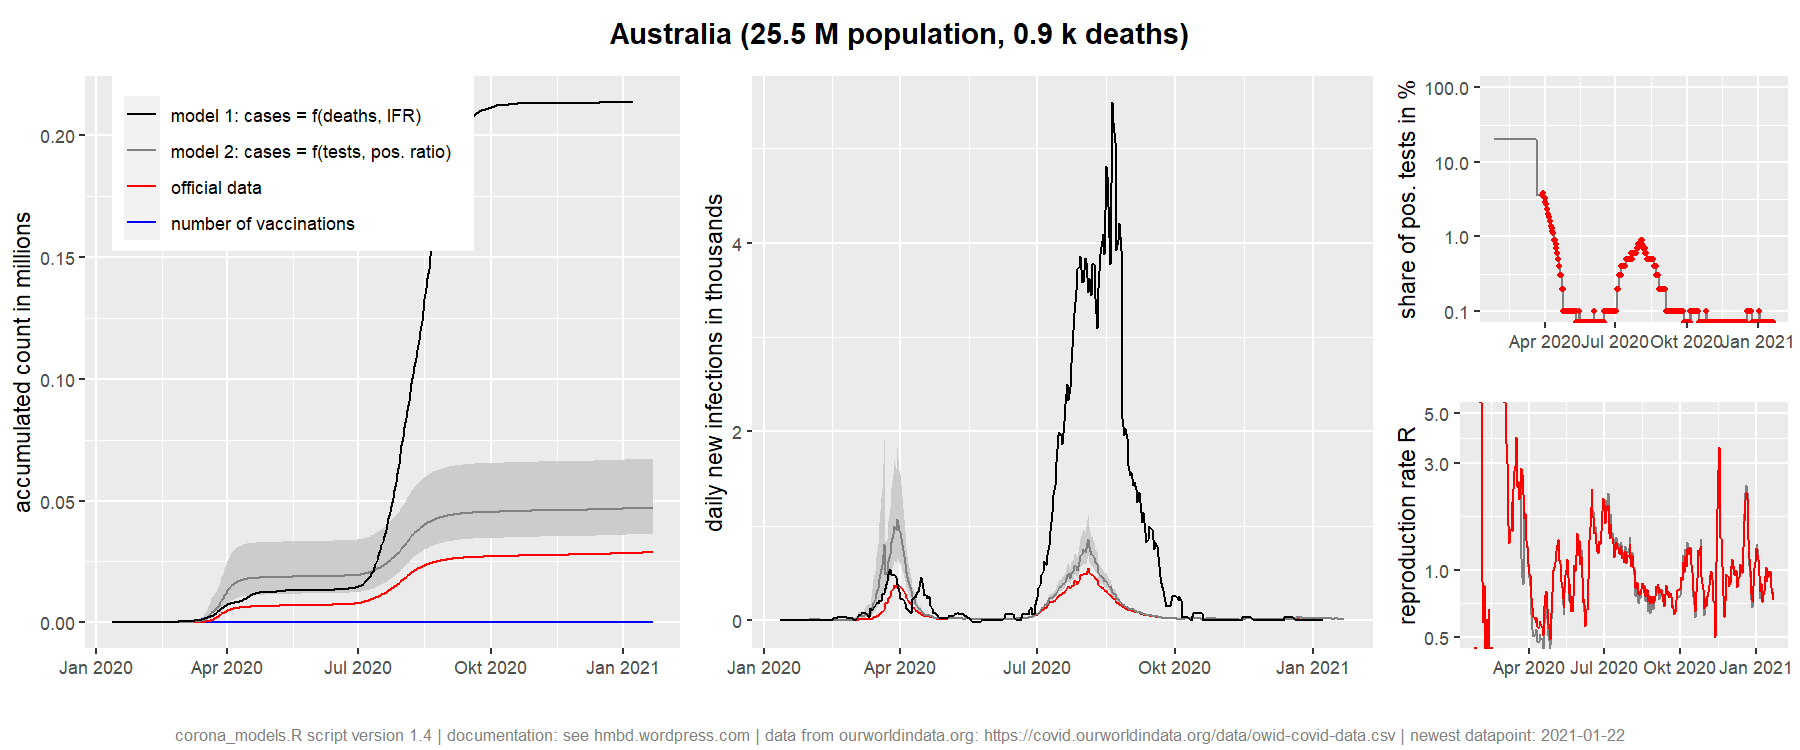 Australia (25.5 M population, 0.9 k deaths)
accumulated count in millions
0.20
0.15
0.10
0.05
0.00
model 1: cases = f(deaths, IFR)
model 2: cases = f(tests, pos. ratio)
official data
number of vaccinations
Jan 2020
Apr 2020
Jul 2020
Okt 2020
Jan 2021
daily new infections in thousands
4
2
0
Jan 2020
Apr 2020
Jul 2020
Okt 2020
Jan 2021
share of pos. tests in %
100.0
10.0
1.0
0.1
Apr 2020
Jul 2020
Okt 2020
Jan 2021
reproduction rate R
5.0
3.0
1.0
0.5
Apr 2020
Jul 2020
Okt 2020
Jan 2021
corona_models.R script version 1.4 | documentation: see hmbd.wordpress.com | data from ourworldindata.org: https://covid.ourworldindata.org/data/owid-covid-data.csv | newest datapoint: 2021-01-22